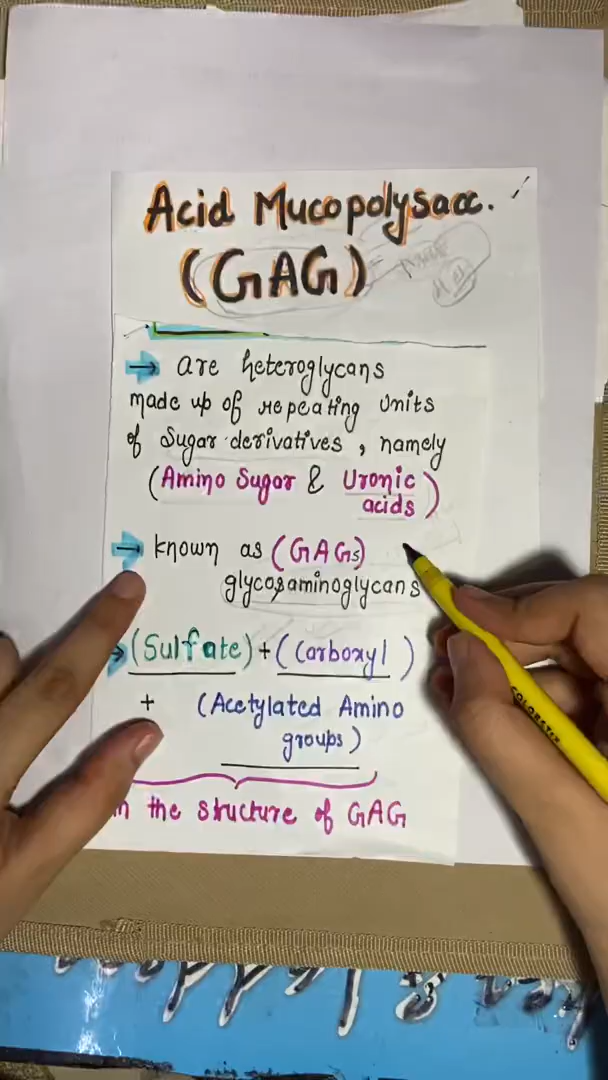 Acid Mucopolysacc.
(GAG)
→ are heteroglycans
made up of repeating units
of Sugar derivatives, namely
(Amino Sugar & Uronic
acids)
→ known as (GAGs)
glycosaminoglycans
→ (Sulfate) + (Carboxyl)
+ (Acetylated Amino
groups)
in the structure of GAG